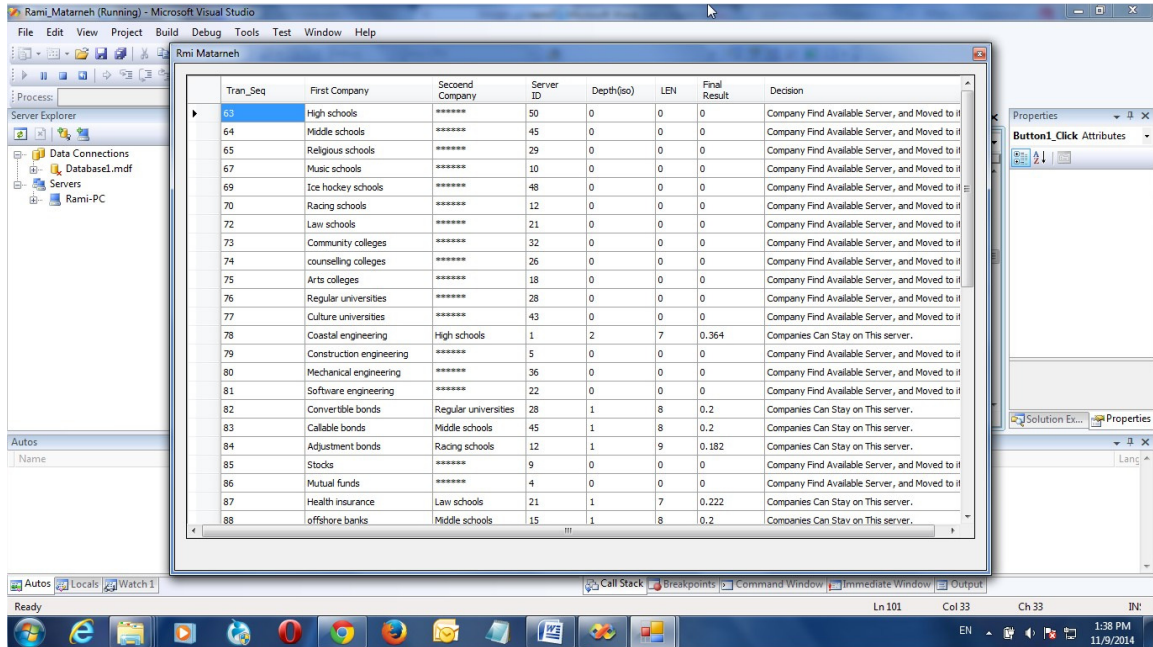 Rami_Matarneh (Running) - Microsoft Visual Studio
File Edit View Project Build Debug Tools Test Window Help
Rmi Matarneh
Process:
Server Explorer
Data Connections
Database1.mdf
Servers
Rami-PC
Tran_Seq First Company Secoend Company Server ID Depth(iso) LEN Final Result Decision
63 High schools ****** 50 0 0 0 Company Find Available Server, and Moved to it
64 Middle schools ****** 45 0 0 0 Company Find Available Server, and Moved to it
65 Religious schools ****** 29 0 0 0 Company Find Available Server, and Moved to it
67 Music schools ****** 10 0 0 0 Company Find Available Server, and Moved to it
69 Ice hockey schools ****** 48 0 0 0 Company Find Available Server, and Moved to it
70 Racing schools ****** 12 0 0 0 Company Find Available Server, and Moved to it
72 Law schools ****** 21 0 0 0 Company Find Available Server, and Moved to it
73 Community colleges ****** 32 0 0 0 Company Find Available Server, and Moved to it
74 counselling colleges ****** 26 0 0 0 Company Find Available Server, and Moved to it
75 Arts colleges ****** 18 0 0 0 Company Find Available Server, and Moved to it
76 Regular universities ****** 28 0 0 0 Company Find Available Server, and Moved to it
77 Culture universities ****** 43 0 0 0 Company Find Available Server, and Moved to it
78 Coastal engineering High schools 1 2 7 0.364 Companies Can Stay on This server.
79 Construction engineering ****** 5 0 0 0 Company Find Available Server, and Moved to it
80 Mechanical engineering ****** 36 0 0 0 Company Find Available Server, and Moved to it
81 Software engineering ****** 22 0 0 0 Company Find Available Server, and Moved to it
82 Convertible bonds Regular universities 28 1 8 0.2 Companies Can Stay on This server.
83 Callable bonds Middle schools 45 1 8 0.2 Companies Can Stay on This server.
84 Adjustment bonds Racing schools 12 1 9 0.182 Companies Can Stay on This server.
85 Stocks ****** 9 0 0 0 Company Find Available Server, and Moved to it
86 Mutual funds ****** 4 0 0 0 Company Find Available Server, and Moved to it
87 Health insurance Law schools 21 1 7 0.222 Companies Can Stay on This server.
88 offshore banks Middle schools 15 1 8 0.2 Companies Can Stay on This server.
Properties
Button1_Click Attributes
Solution Ex... Properties
Autos
Name Lang
Autos Locals Watch 1 Call Stack Breakpoints Command Window Immediate Window Output
Ready Ln 101 Col 33 Ch 33 IN
EN 1:38 PM
11/9/2014